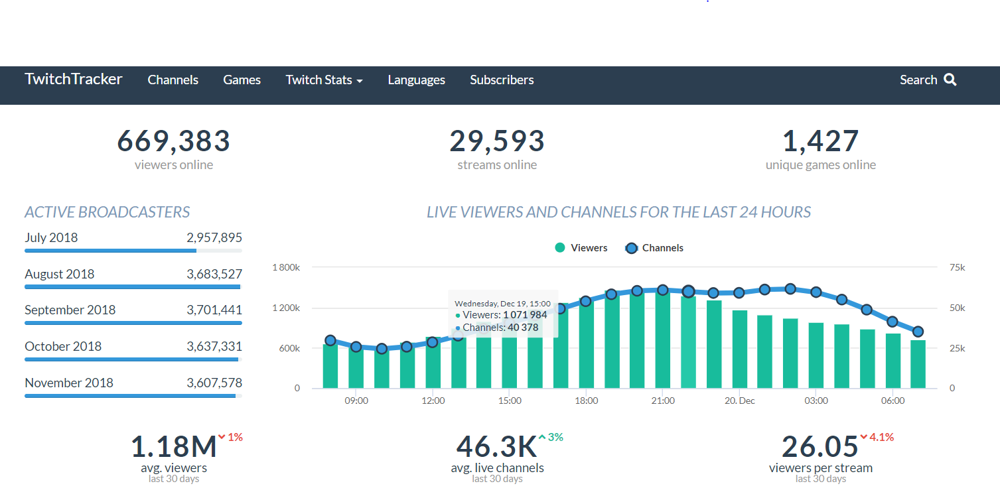 TwitchTracker Channels Games Twitch Stats Languages Subscribers Search
669,383 29,593 1,427
viewers online streams online unique games online
ACTIVE BROADCASTERS
July 2018 2,957,895
August 2018 3,683,527
September 2018 3,701,441
October 2018 3,637,331
November 2018 3,607,578
LIVE VIEWERS AND CHANNELS FOR THE LAST 24 HOURS
Viewers Channels
1 800k 75k
1 200k 50k
600k 25k
0 0
Wednesday, Dec 19, 15:00
Viewers: 1 071 984
Channels: 40 378
09:00 12:00 15:00 18:00 21:00 20. Dec 03:00 06:00
1.18M 1% 46.3K 3% 26.05 4.1%
avg. viewers avg. live channels viewers per stream
last 30 days last 30 days last 30 days